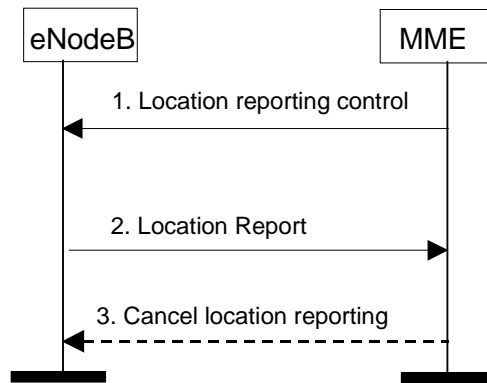 eNodeB
MME
1. Location reporting control
2. Location Report
3. Cancel location reporting